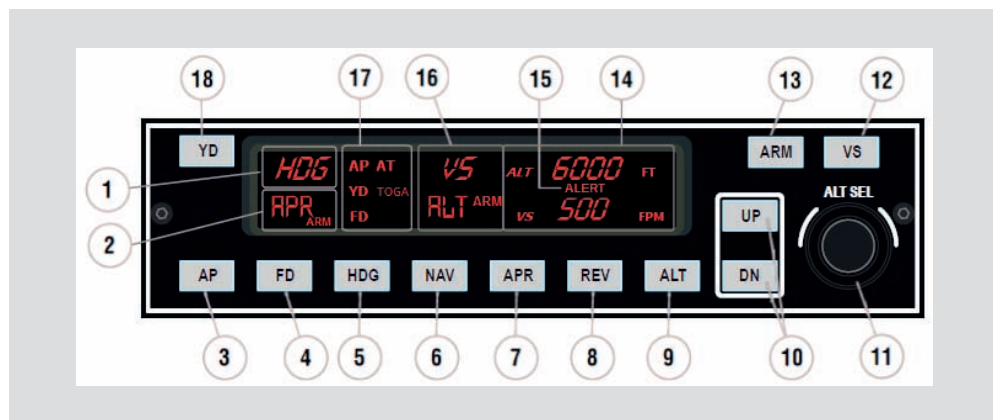 18 17 16 15 14 13 12
YD ARM VS
HDG AP AT VS ALT 6000 FT
ALERT
YD TOGA
APR ARM FD ALT ARM VS 500 FPM
ALT SEL
1
2
UP
DN
AP FD HDG NAV APR REV ALT
3 4 5 6 7 8 9 10 11